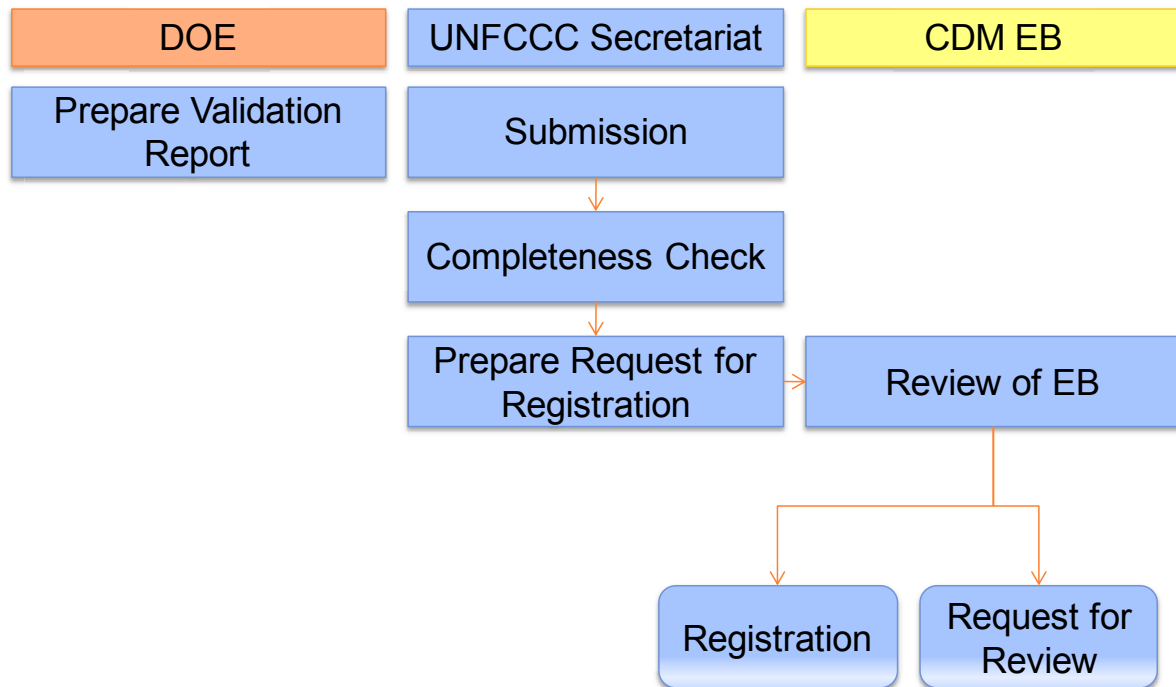 DOE
UNFCCC Secretariat
CDM EB
Prepare Validation
Report
Submission
Completeness Check
Prepare Request for
Registration
Review of EB
Registration
Request for
Review